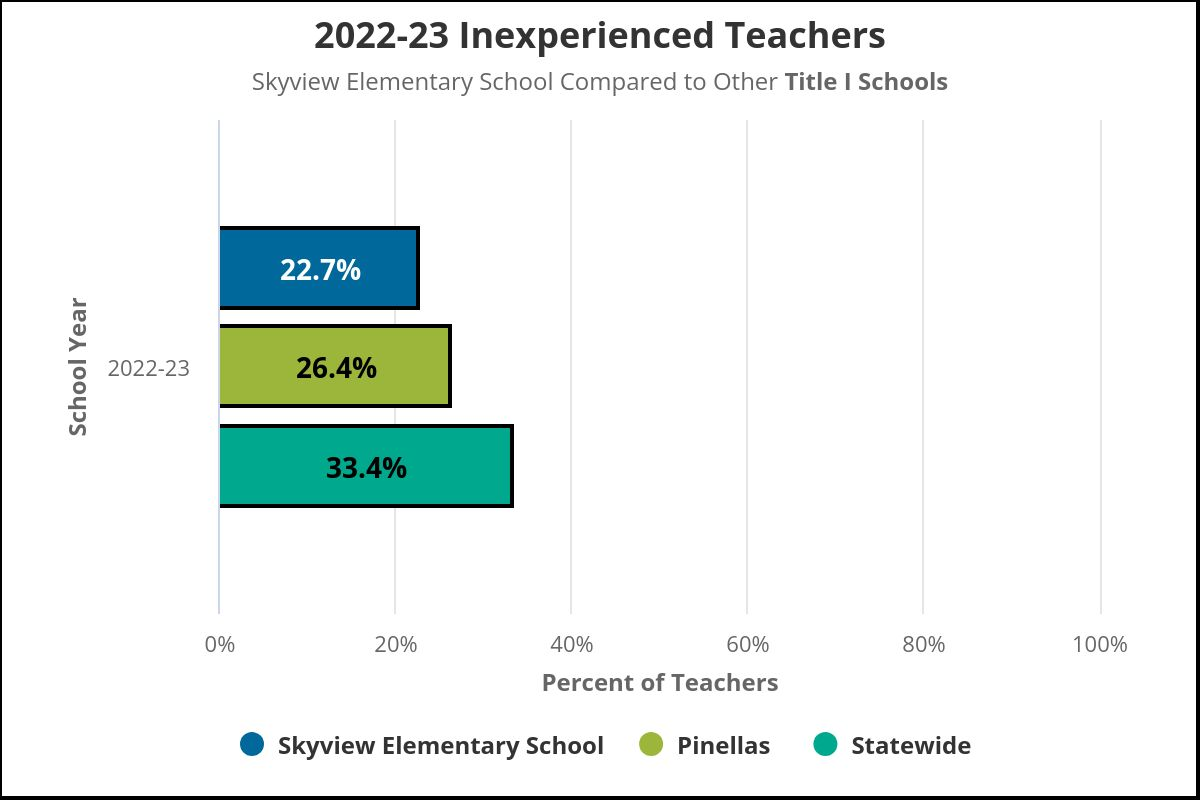 2022-23 Inexperienced Teachers
Skyview Elementary School Compared to Other Title I Schools
School Year
2022-23
22.7%
26.4%
33.4%
0% 20% 40% 60% 80% 100%
Percent of Teachers
Skyview Elementary School Pinellas Statewide